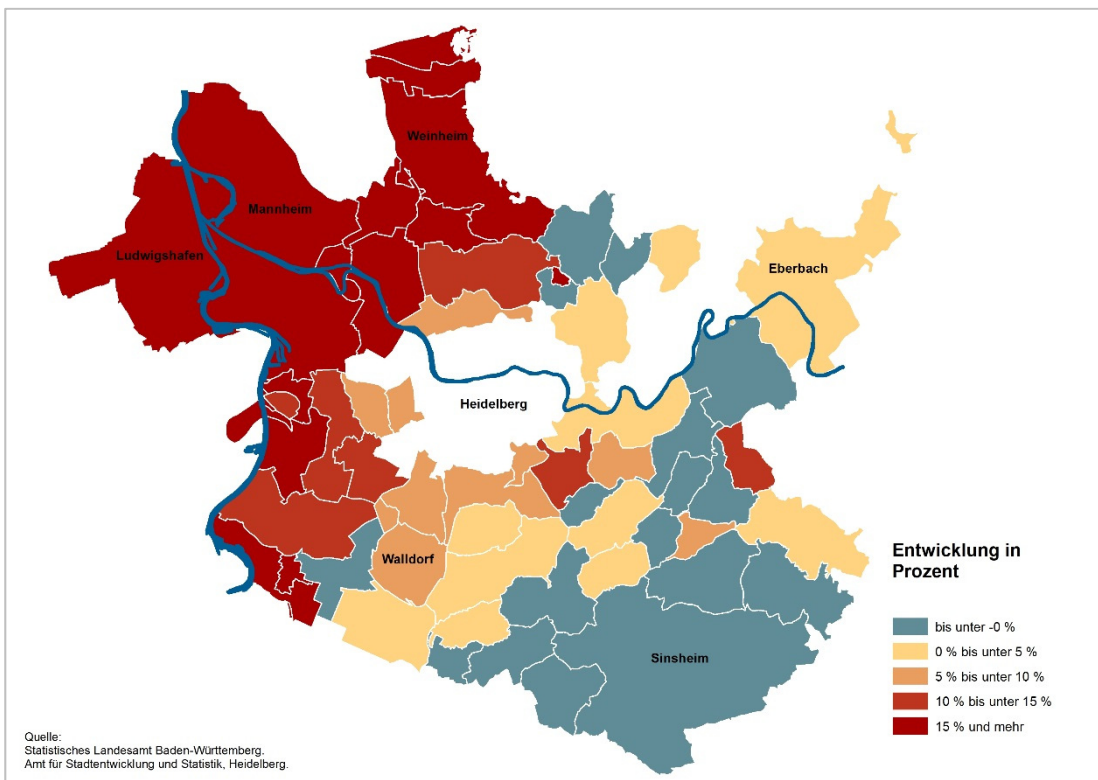 Weinheim
Mannheim
Ludwigshafen
Eberbach
Heidelberg
Walldorf
Sinsheim
Entwicklung in
Prozent
bis unter -0 %
0 % bis unter 5 %
5 % bis unter 10 %
10 % bis unter 15 %
15 % und mehr
Quelle:
Statistisches Landesamt Baden-Württemberg.
Amt für Stadtentwicklung und Statistik, Heidelberg.